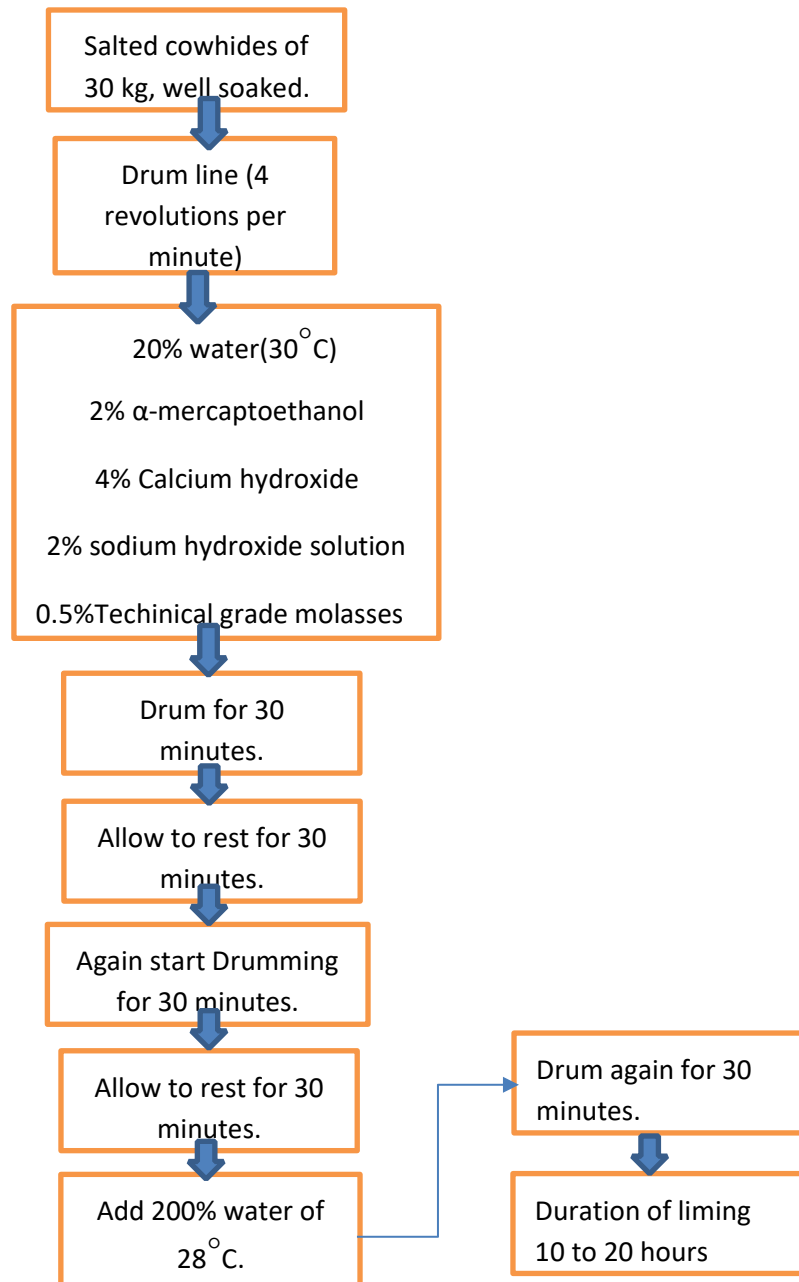 Salted cowhides of
30 kg, well soaked.
Drum line (4
revolutions per
minute)
20% water(30°C)
2% α-mercaptoethanol
4% Calcium hydroxide
2% sodium hydroxide solution
0.5%Techinical grade molasses
Drum for 30
minutes.
Allow to rest for 30
minutes.
Again start Drumming
for 30 minutes.
Allow to rest for 30
minutes.
Add 200% water of
28°C.
Drum again for 30
minutes.
Duration of liming
10 to 20 hours